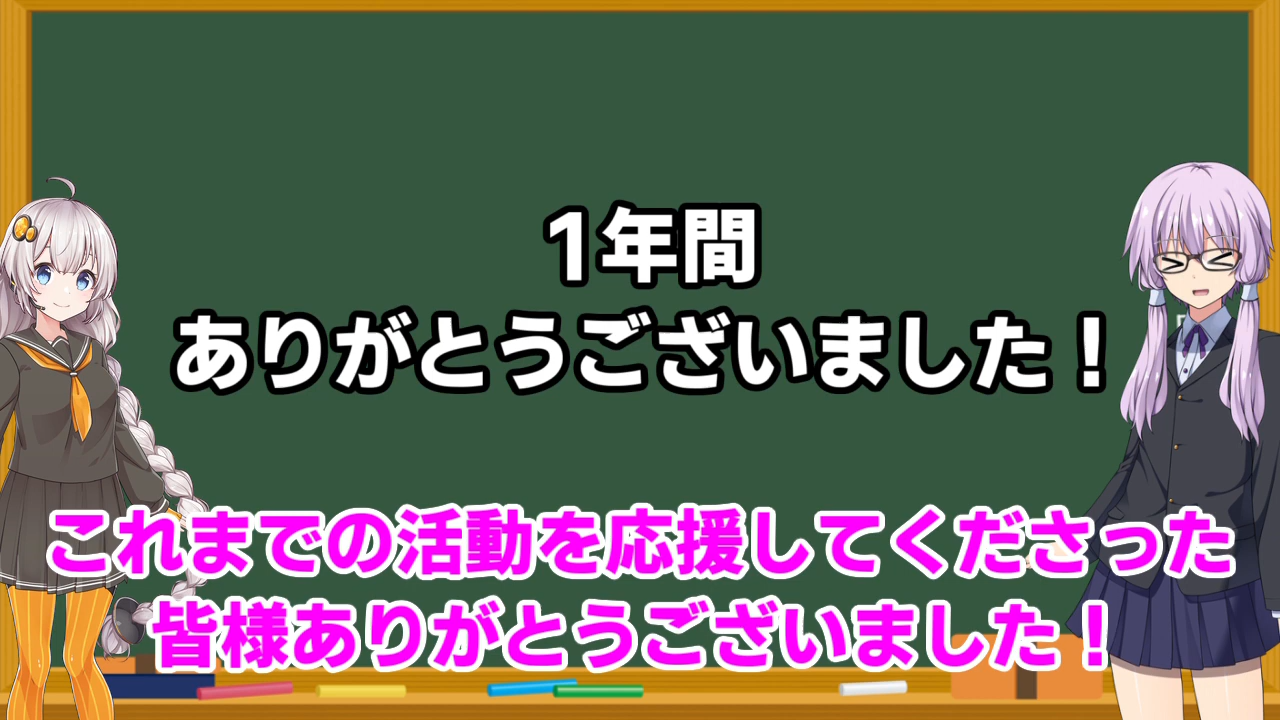 1年間
ありがとうございました！
これまでの活動を応援してくださった
皆様ありがとうございました！